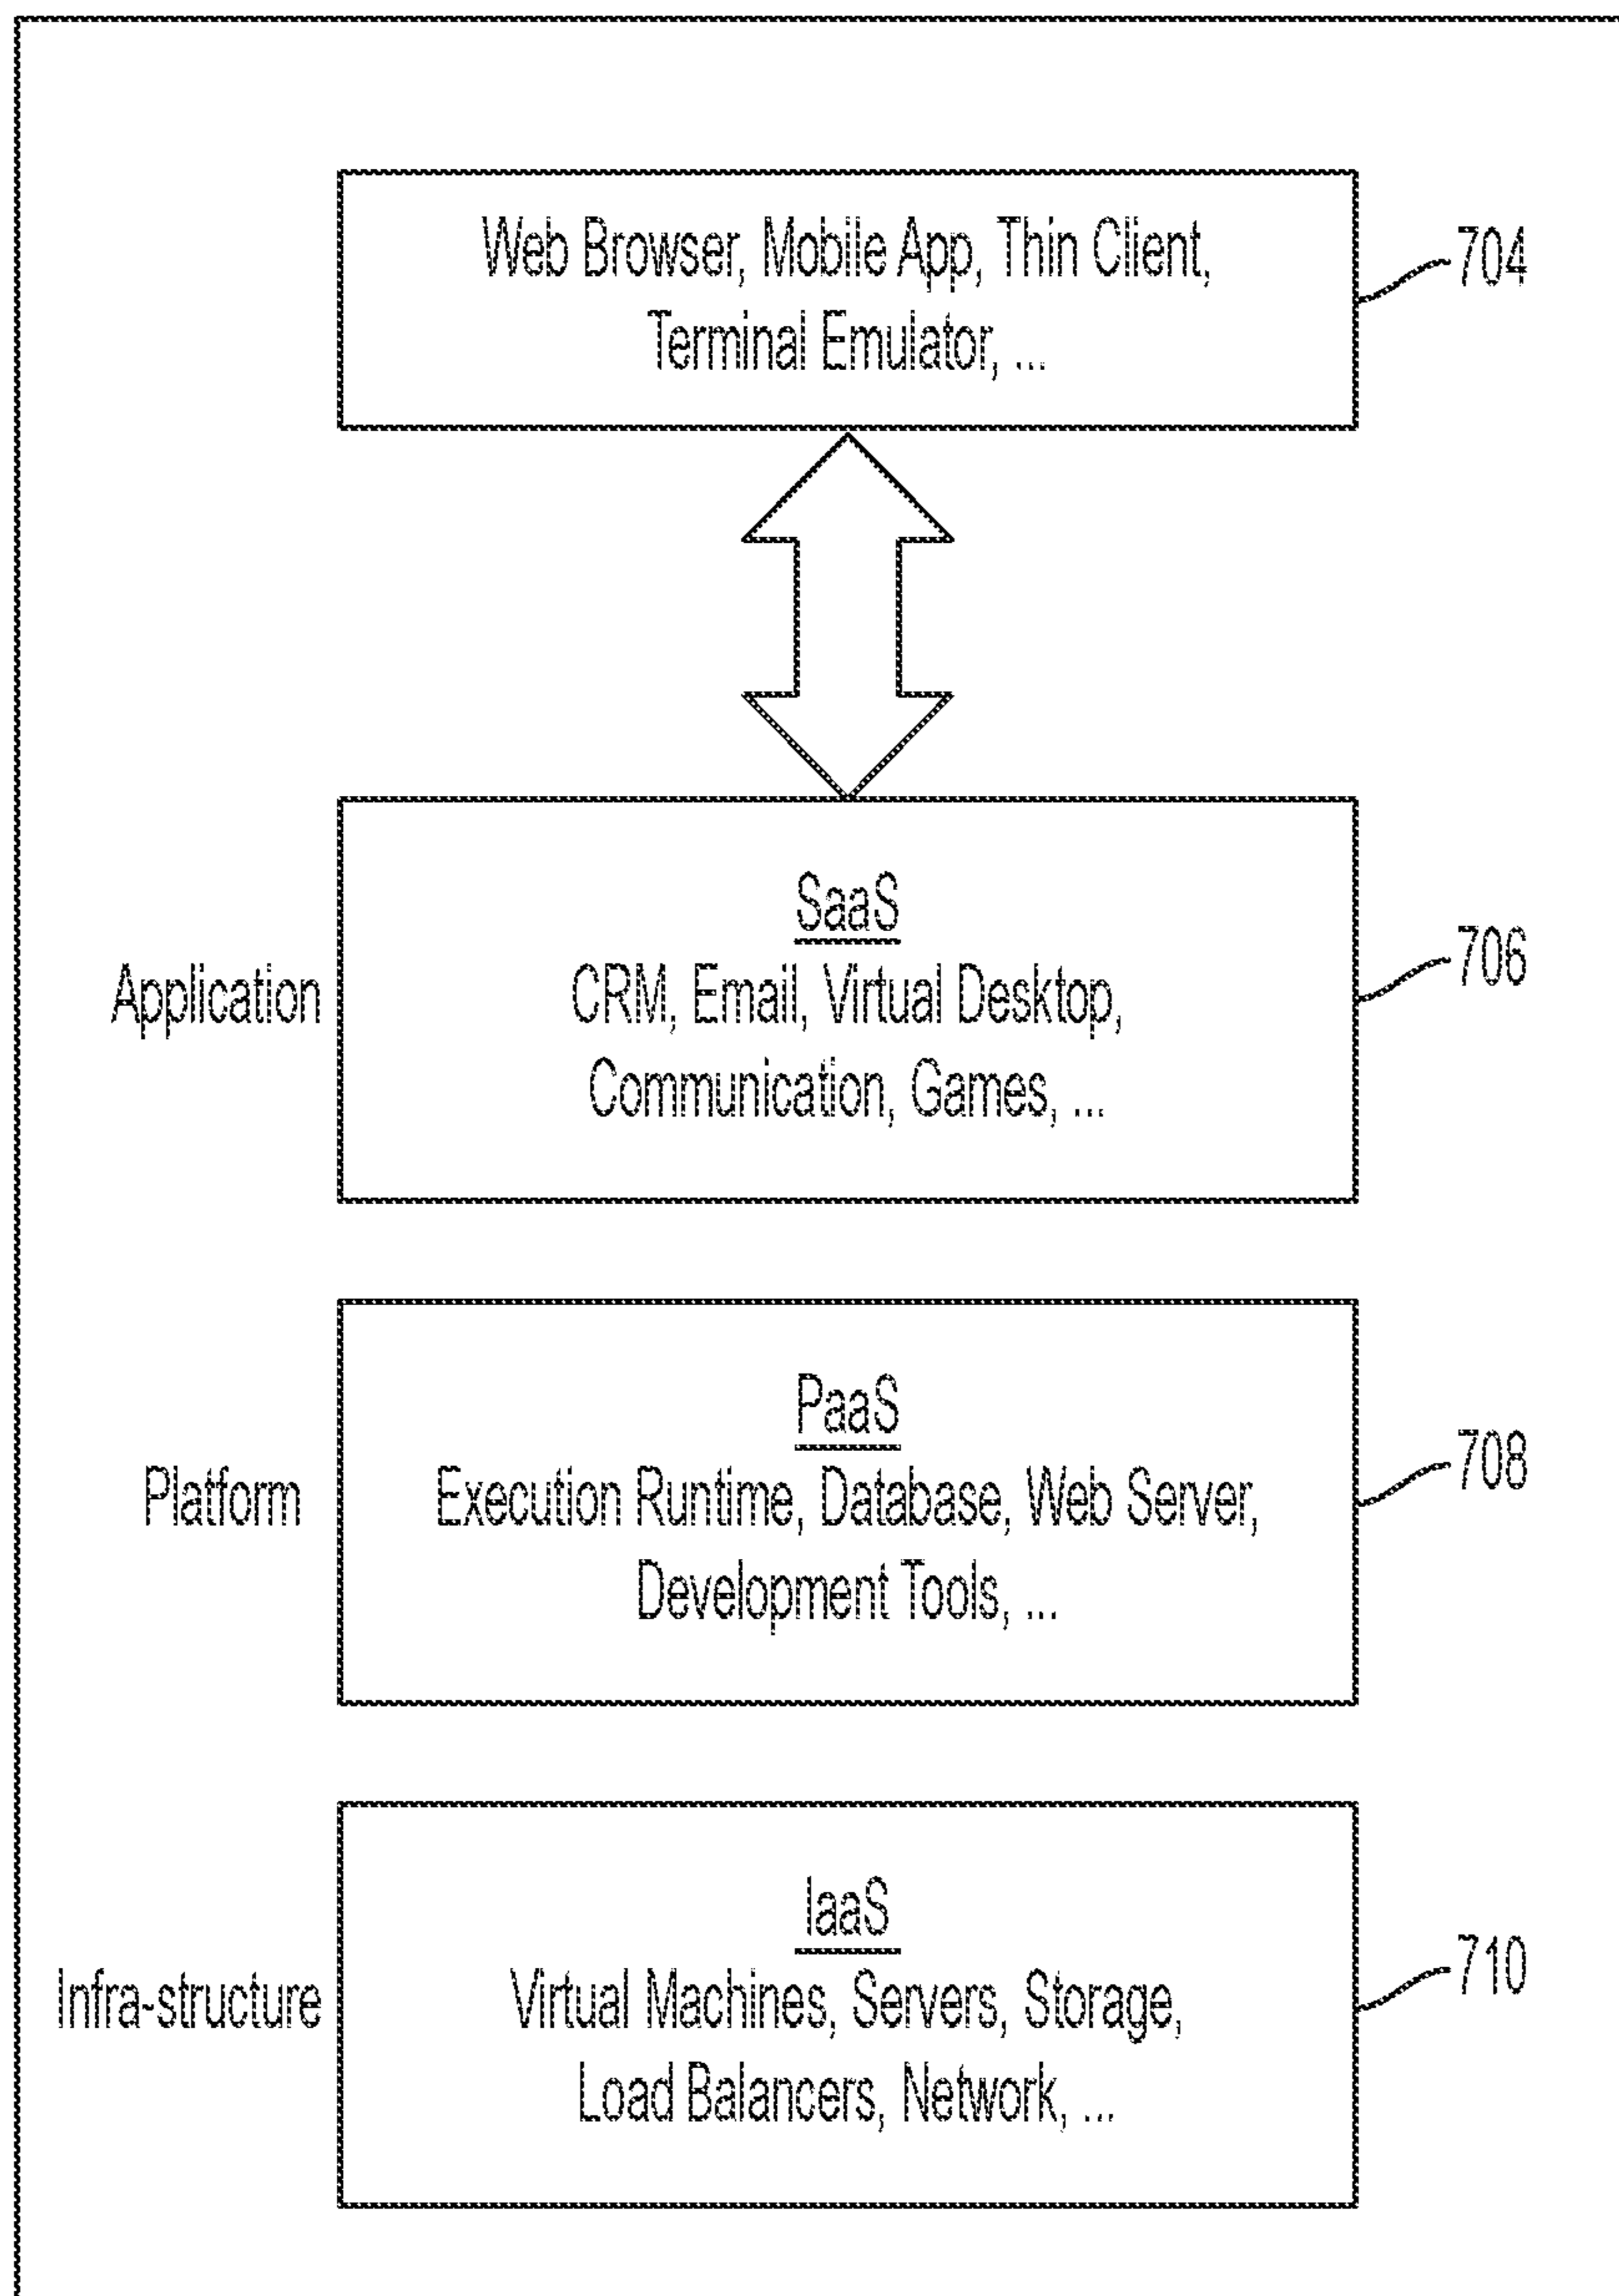 Web Browser, Mobile App, Thin Client,
Terminal Emulator, ...
704
SaaS
Application
CRM, Email, Virtual Desktop,
Communication, Games, ...
706
PaaS
Platform
Execution Runtime, Database, Web Server,
Development Tools, ...
708
IaaS
Infra-structure
Virtual Machines, Servers, Storage,
Load Balancers, Network, ...
710